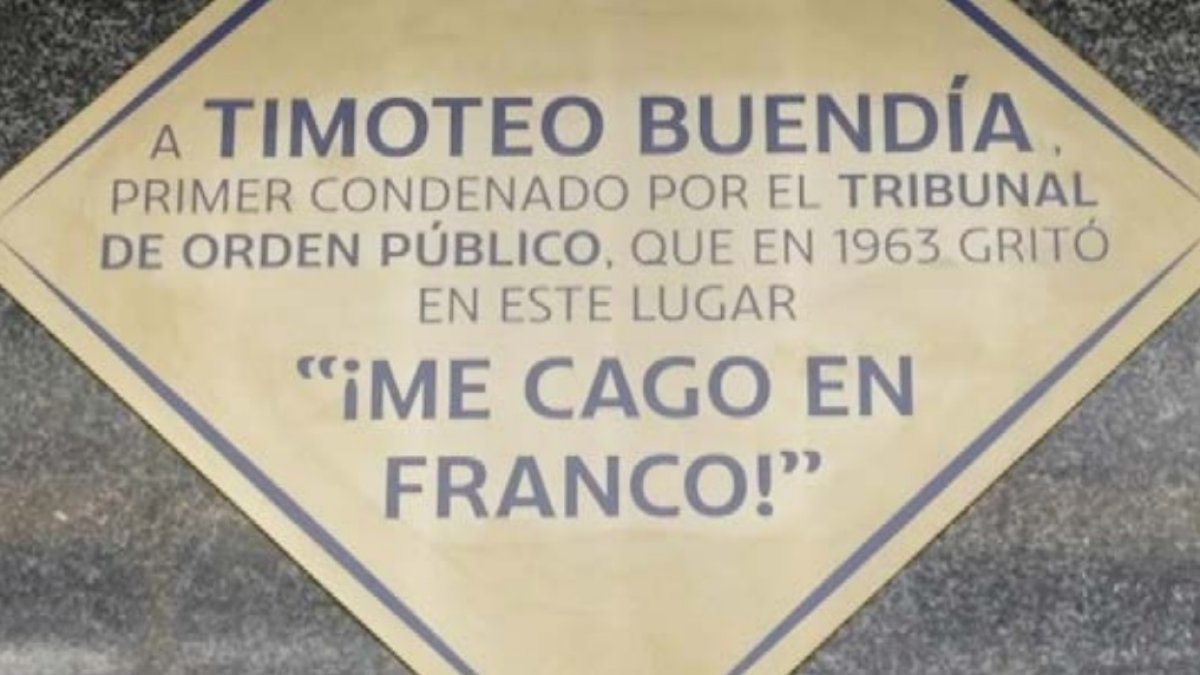 A TIMOTEO BUENDÍA,
PRIMER CONDENADO POR EL TRIBUNAL
DE ORDEN PÚBLICO, QUE EN 1963 GRITÓ
EN ESTE LUGAR
“¡ME CAGO EN
FRANCO!”